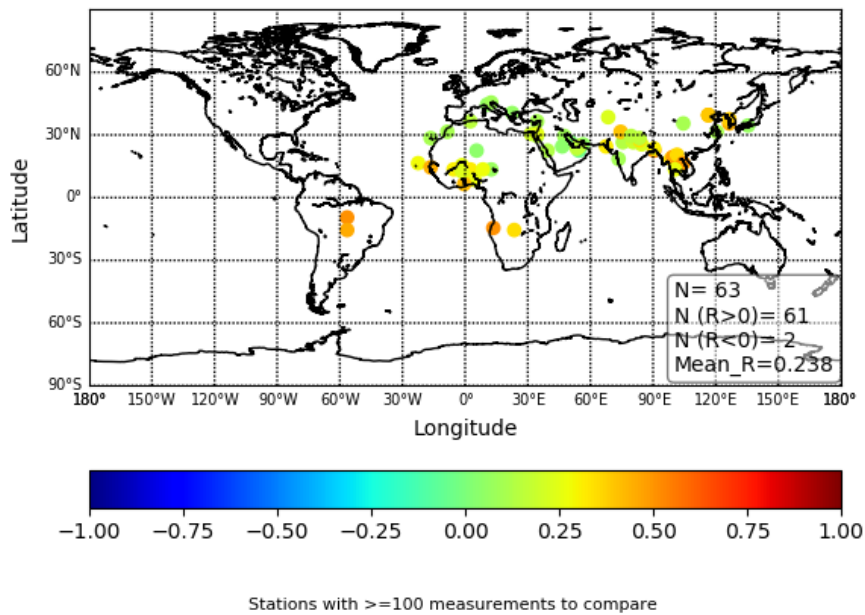 60°N
30°N
0°
30°S
60°S
90°S
Latitude
N= 63
N (R>0)= 61
N (R<0)= 2
Mean_R=0.238
180° 150°W 120°W 90°W 60°W 30°W 0° 30°E 60°E 90°E 120°E 150°E 180°
Longitude
−1.00 −0.75 −0.50 −0.25 0.00 0.25 0.50 0.75 1.00
Stations with >=100 measurements to compare